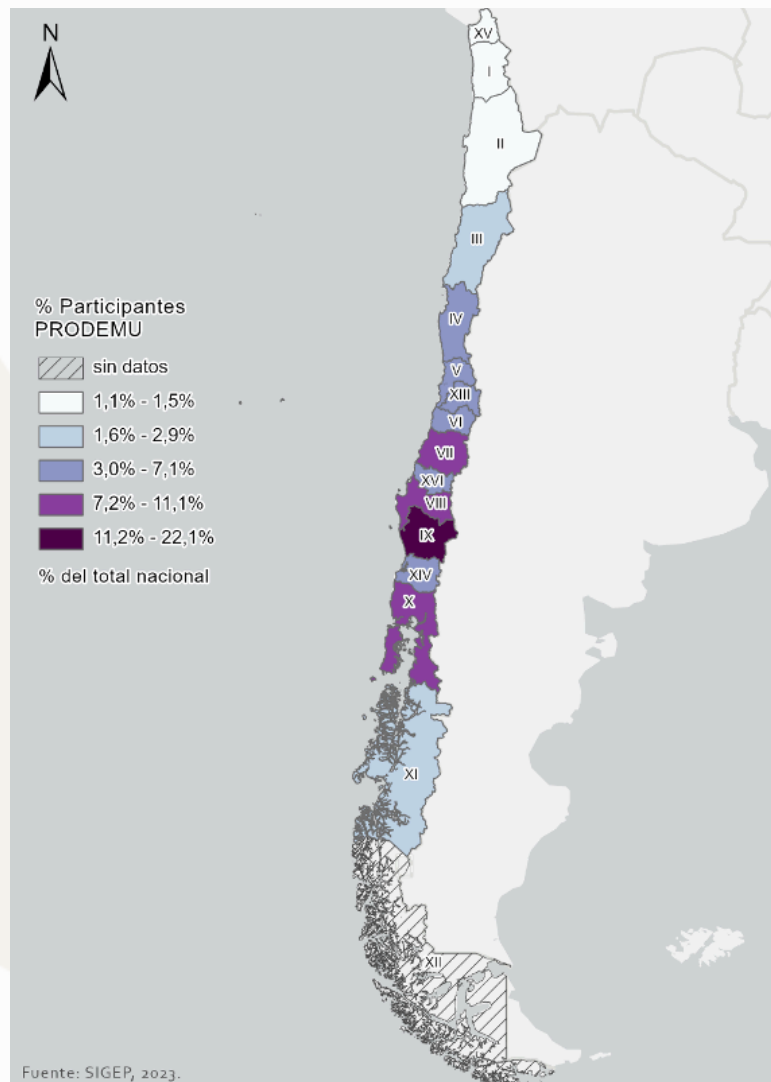 N
XV
I
II
III
% Participantes
PRODEMU
sin datos
1,1% - 1,5%
1,6% - 2,9%
3,0% - 7,1%
7,2% - 11,1%
11,2% - 22,1%
% del total nacional
IV
V
XIII
VI
VII
XVI
VIII
IX
XIV
X
XI
XII
Fuente: SIGEP, 2023.